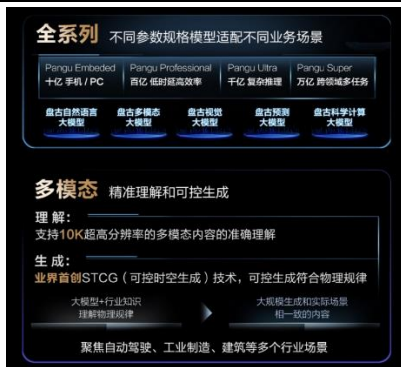 全系列 不同参数规格模型适配不同业务场景
Pangu Embeded Pangu Professional Pangu Ultra Pangu Super
十亿 手机 / PC 百亿 低时延高效率 千亿 复杂推理 万亿 跨领域多任务
盘古自然语言 盘古多模态 盘古视觉 盘古预测 盘古科学计算
大模型 大模型 大模型 大模型 大模型
多模态 精准理解和可控生成
理解:
支持10K超高分辨率的多模态内容的准确理解
生成:
业界首创STCG（可控时空生成）技术，可控生成符合物理规律
大模型+行业知识 大规模生成和实际场景
理解物理规律 相一致的内容
聚焦自动驾驶、工业制造、建筑等多个行业场景